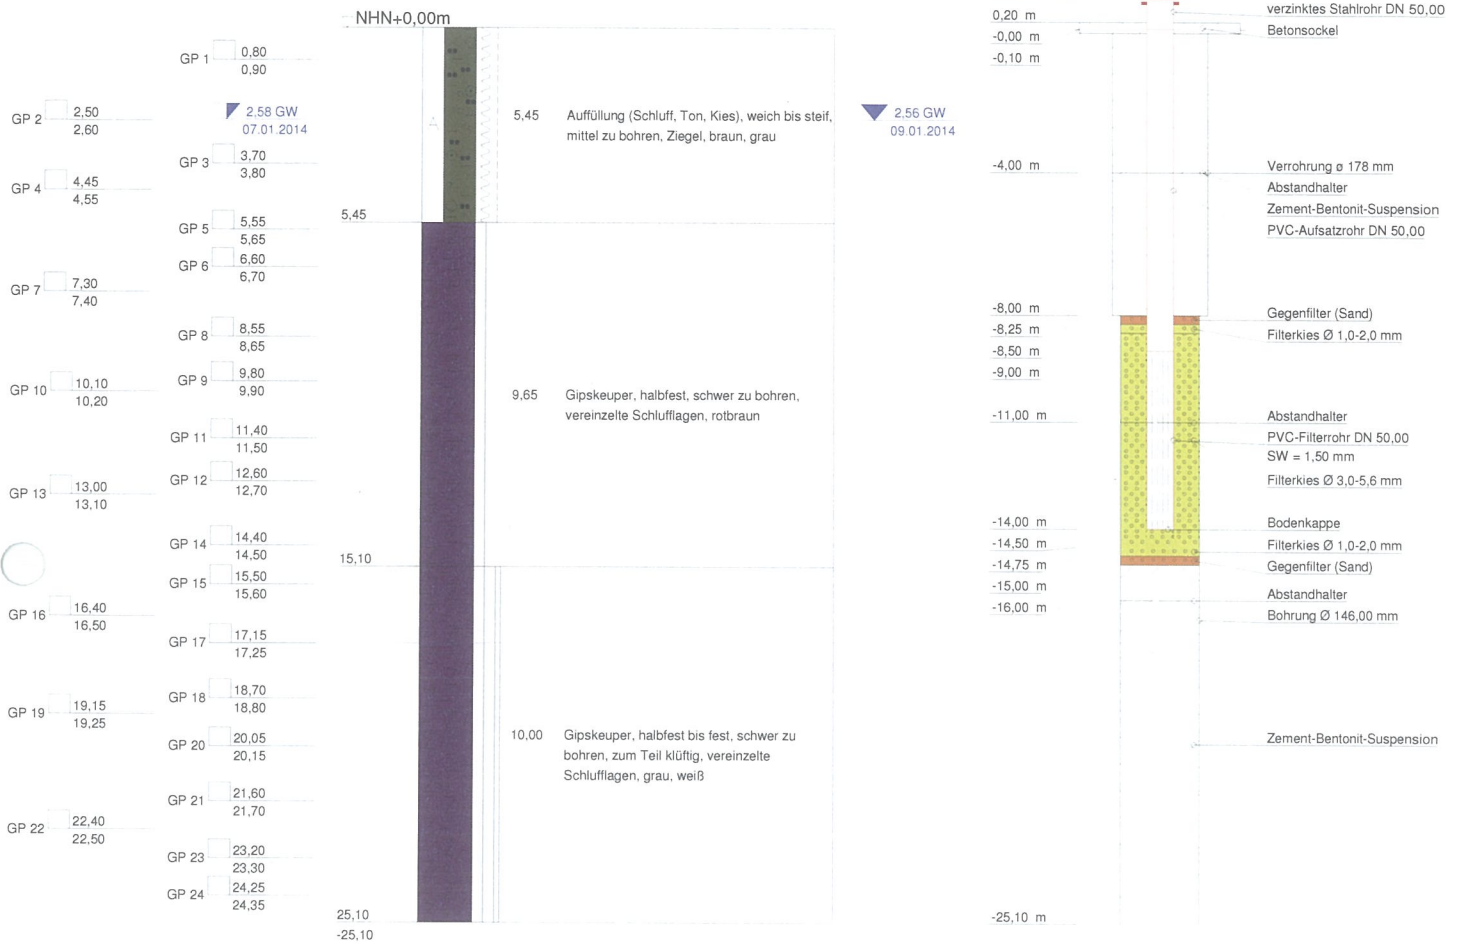 NHN+0,00m
GP 1 0,80
0,90
GP 2 2,50
2,60
2,58 GW
07.01.2014
GP 3 3,70
3,80
GP 4 4,45
4,55
GP 5 5,55
5,65
GP 6 6,60
6,70
GP 7 7,30
7,40
GP 8 8,55
8,65
GP 9 9,80
9,90
GP 10 10,10
10,20
GP 11 11,40
11,50
GP 12 12,60
12,70
GP 13 13,00
13,10
GP 14 14,40
14,50
GP 15 15,50
15,60
GP 16 16,40
16,50
GP 17 17,15
17,25
GP 18 18,70
18,80
GP 19 19,15
19,25
GP 20 20,05
20,15
GP 21 21,60
21,70
GP 22 22,40
22,50
GP 23 23,20
23,30
GP 24 24,25
24,35
A
5,45
15,10
25,10
-25,10
5,45 Auffüllung (Schluff, Ton, Kies), weich bis steif,
mittel zu bohren, Ziegel, braun, grau
9,65 Gipskeuper, halbfest, schwer zu bohren,
vereinzelte Schlufflagen, rotbraun
10,00 Gipskeuper, halbfest bis fest, schwer zu
bohren, zum Teil klüftig, vereinzelte
Schlufflagen, grau, weiß
2,56 GW
09.01.2014
0,20 m
-0,00 m
-0,10 m
-4,00 m
-8,00 m
-8,25 m
-8,50 m
-9,00 m
-11,00 m
-14,00 m
-14,50 m
-14,75 m
-15,00 m
-16,00 m
-25,10 m
verzinktes Stahlrohr DN 50,00
Betonsockel
Verrohrung ø 178 mm
Abstandhalter
Zement-Bentonit-Suspension
PVC-Aufsatzrohr DN 50,00
Gegenfilter (Sand)
Filterkies Ø 1,0-2,0 mm
Abstandhalter
PVC-Filterrohr DN 50,00
SW = 1,50 mm
Filterkies Ø 3,0-5,6 mm
Bodenkappe
Filterkies Ø 1,0-2,0 mm
Gegenfilter (Sand)
Abstandhalter
Bohrung Ø 146,00 mm
Zement-Bentonit-Suspension